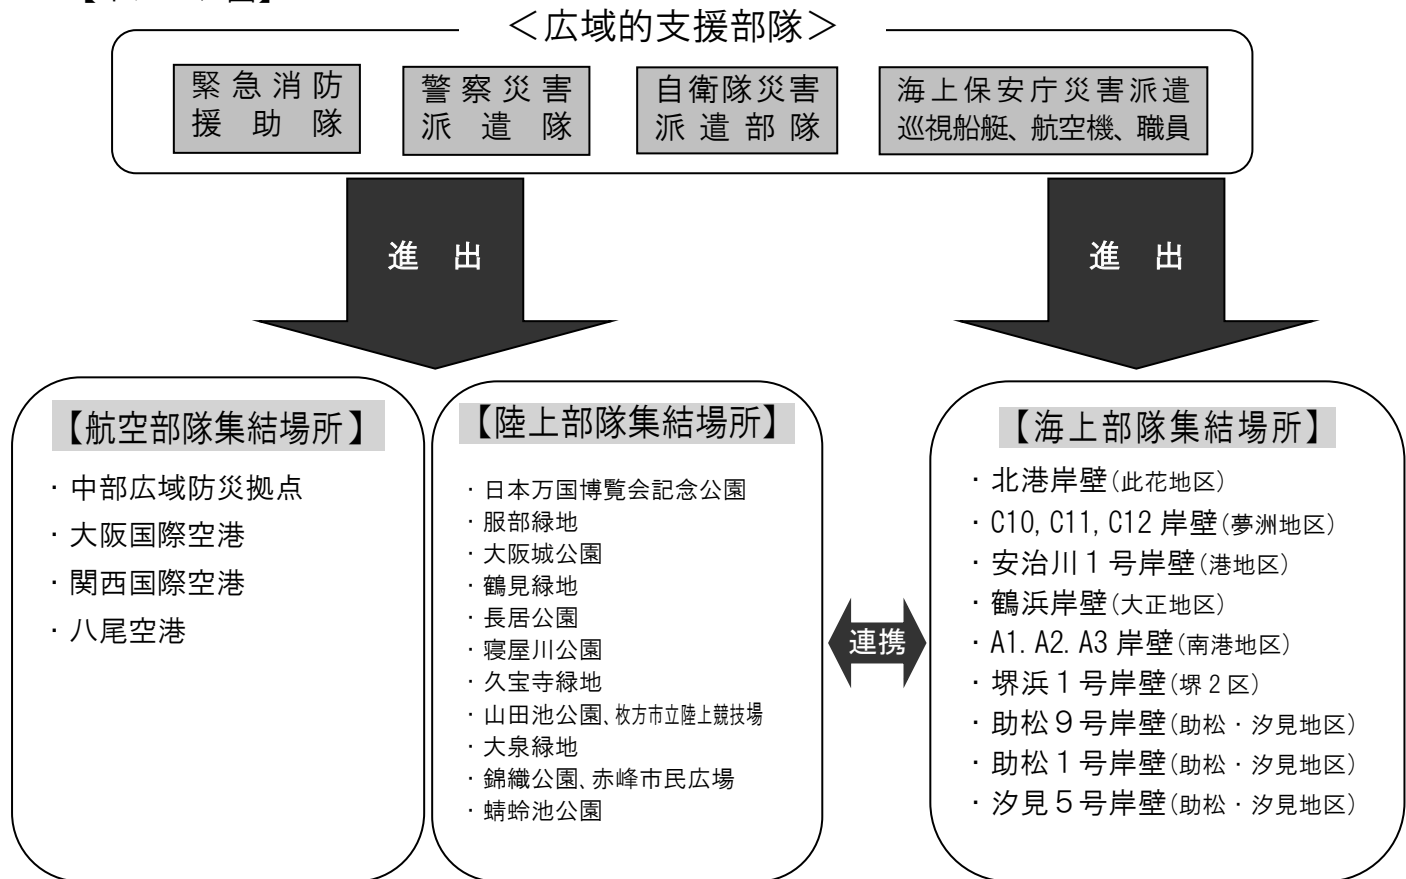 ＜広域的支援部隊＞
緊急消防
援助隊
警察災害
派遣隊
自衛隊災害
派遣部隊
海上保安庁災害派遣
巡視船艇、航空機、職員
進 出
進 出
【航空部隊集結場所】
・中部広域防災拠点
・大阪国際空港
・関西国際空港
・八尾空港
【陸上部隊集結場所】
・日本万国博覧会記念公園
・服部緑地
・大阪城公園
・鶴見緑地
・長居公園
・寝屋川公園
・久宝寺緑地
・山田池公園、枚方市立陸上競技場
・大泉緑地
・錦織公園、赤峰市民広場
・蜻蛉池公園
連携
【海上部隊集結場所】
・北港岸壁(此花地区)
・C10, C11, C12 岸壁(夢洲地区)
・安治川１号岸壁(港地区)
・鶴浜岸壁(大正地区)
・A1. A2. A3 岸壁(南港地区)
・堺浜１号岸壁(堺２区)
・助松９号岸壁(助松・汐見地区)
・助松１号岸壁(助松・汐見地区)
・汐見５号岸壁(助松・汐見地区)